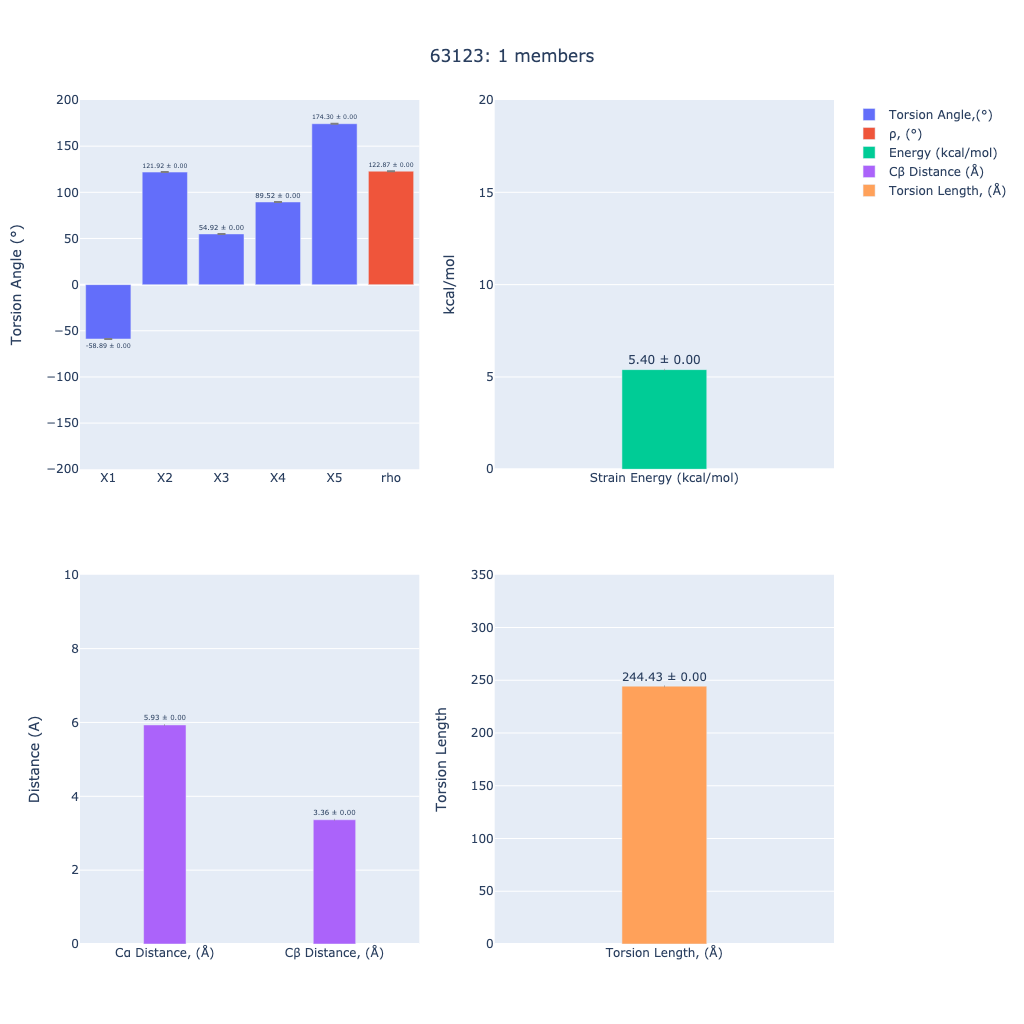 63123: 1 members
Torsion Angle (°)
200
150
100
50
0
−50
−100
−150
−200
-58.89 ± 0.00
121.92 ± 0.00
54.92 ± 0.00
89.52 ± 0.00
174.30 ± 0.00
122.87 ± 0.00
X1 X2 X3 X4 X5 rho
kcal/mol
20
15
10
5
0
5.40 ± 0.00
Strain Energy (kcal/mol)
Torsion Angle,(°)
ρ, (°)
Energy (kcal/mol)
Cβ Distance (Å)
Torsion Length, (Å)
Distance (A)
10
8
6
4
2
0
5.93 ± 0.00
3.36 ± 0.00
Cα Distance, (Å) Cβ Distance, (Å)
Torsion Length
350
300
250
200
150
100
50
0
244.43 ± 0.00
Torsion Length, (Å)